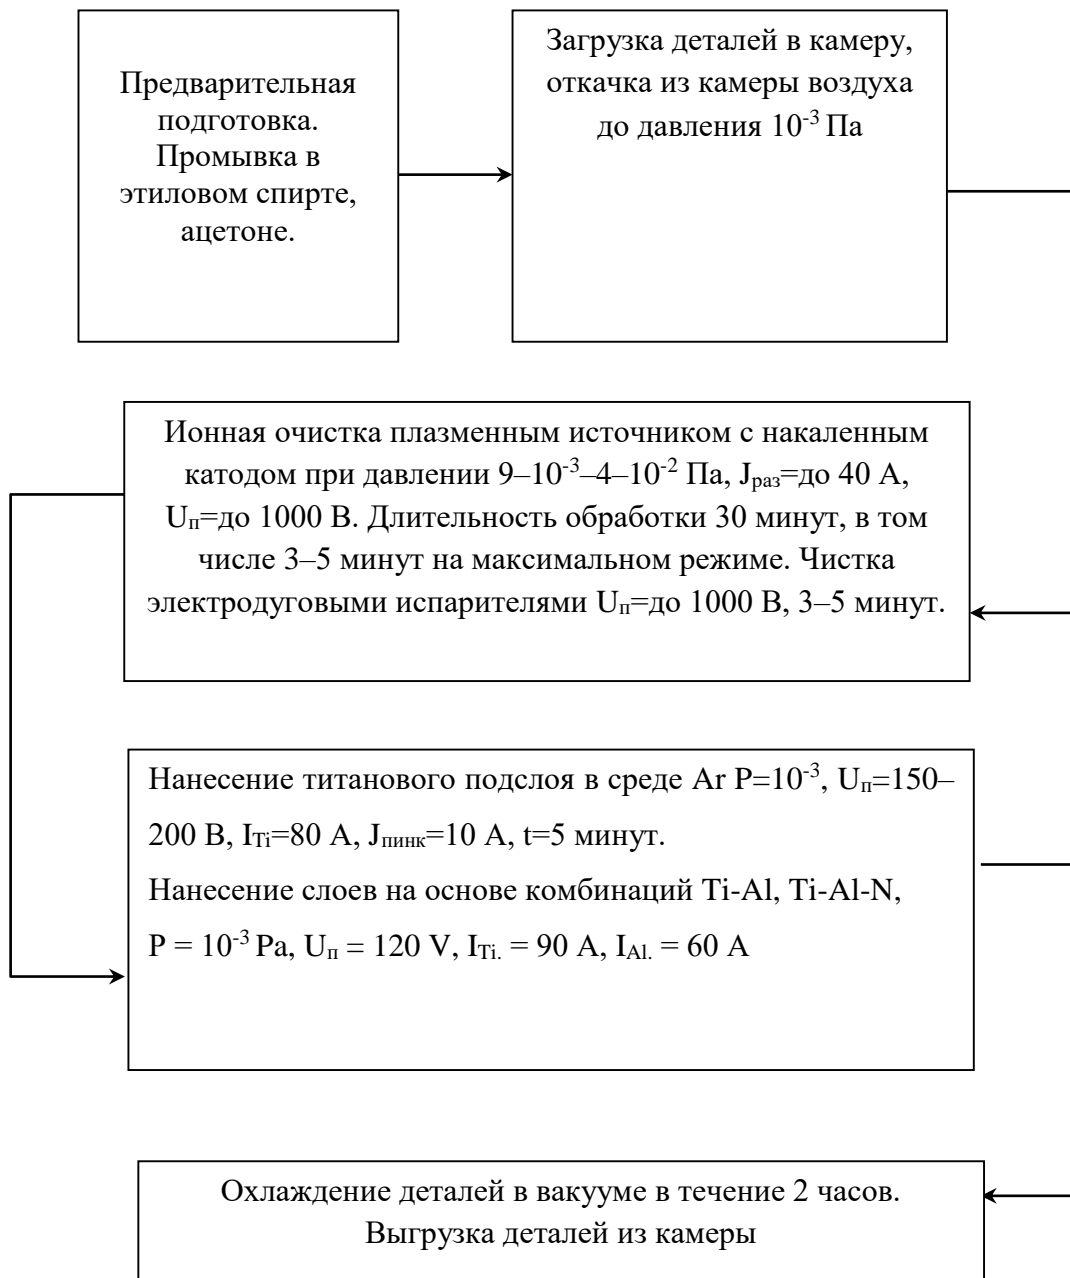 Предварительная
подготовка.
Промывка в
этиловом спирте,
ацетоне.
Загрузка деталей в камеру,
откачка из камеры воздуха
до давления 10⁻³ Па
Ионная очистка плазменным источником с накаленным
катодом при давлении 9–10⁻³–4–10⁻² Па, Jраз=до 40 А,
Uп=до 1000 В. Длительность обработки 30 минут, в том
числе 3–5 минут на максимальном режиме. Чистка
электродуговыми испарителями Uп=до 1000 В, 3–5 минут.
Нанесение титанового подслоя в среде Ar P=10⁻³, Uп=150–
200 В, ITi=80 А, Jпинк=10 А, t=5 минут.
Нанесение слоев на основе комбинаций Ti-Al, Ti-Al-N,
P = 10⁻³ Pa, Uп = 120 V, ITi. = 90 A, IAl. = 60 A
Охлаждение деталей в вакууме в течение 2 часов.
Выгрузка деталей из камеры